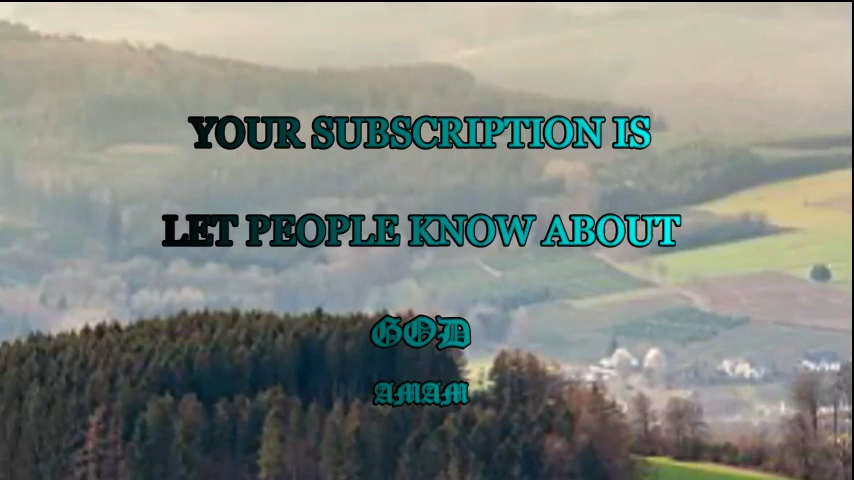 YOUR SUBSCRIPTION IS
LET PEOPLE KNOW ABOUT
GOD
AMAM